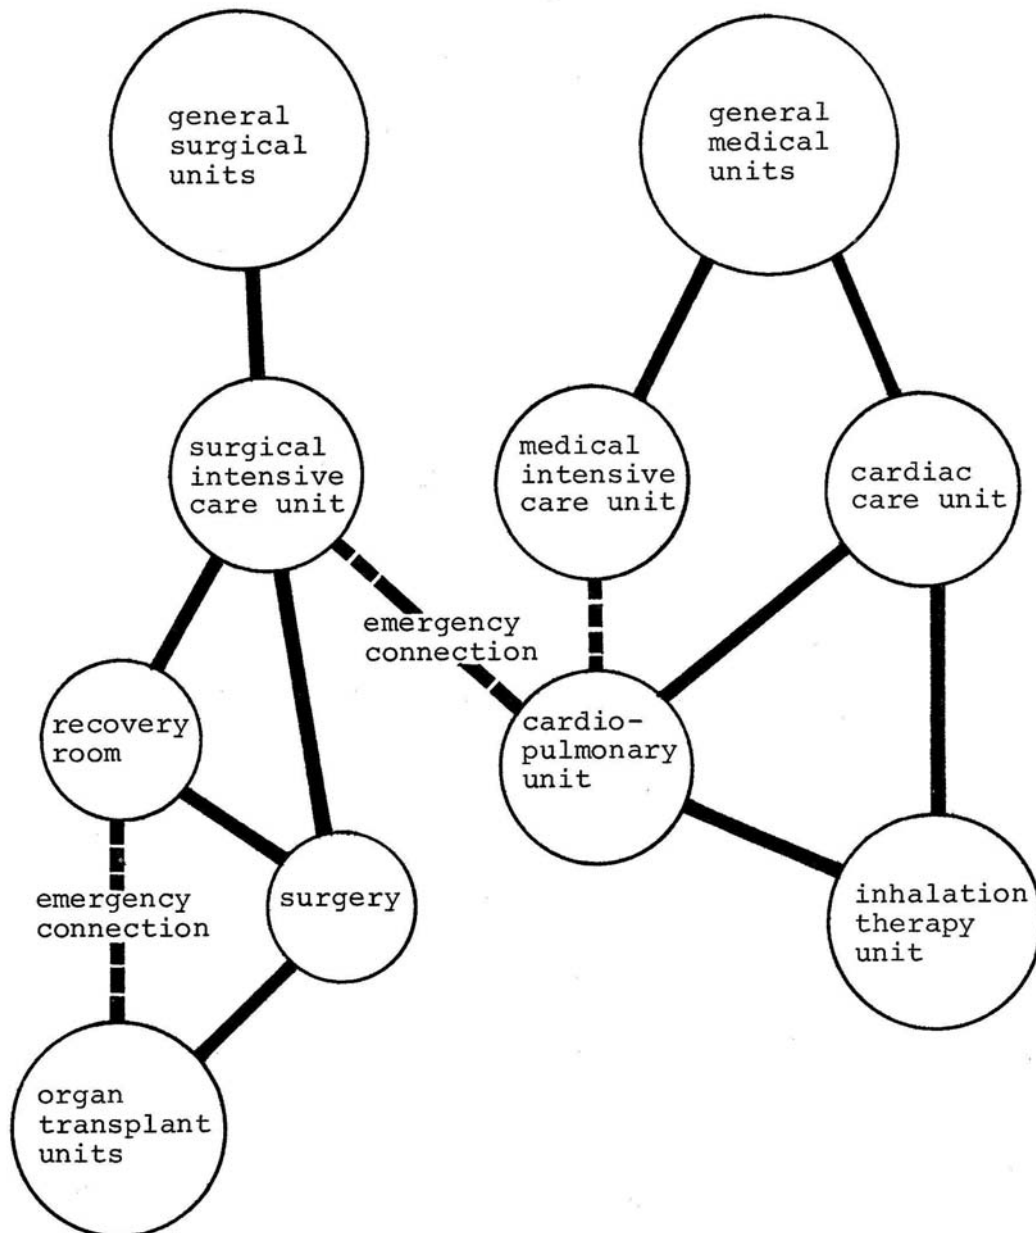 general
surgical
units
general
medical
units
surgical
intensive
care unit
medical
intensive
care unit
cardiac
care unit
emergency
connection
recovery
room
cardio-
pulmonary
unit
emergency
connection
surgery
inhalation
therapy
unit
organ
transplant
units